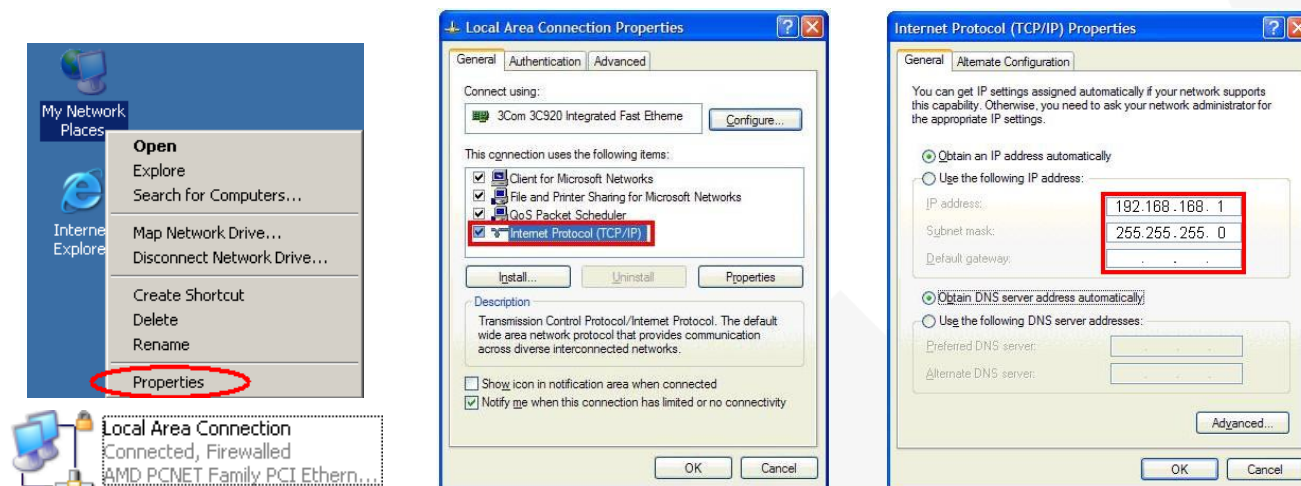 My Network
Places
Interne
Explore
Open
Explore
Search for Computers...
Map Network Drive...
Disconnect Network Drive...
Create Shortcut
Delete
Rename
Properties
Local Area Connection
Connected, Firewalled
AMD PCNET Family PCI Ethern...
Local Area Connection Properties
General Authentication Advanced
Connect using:
3Com 3C920 Integrated Fast Etherne
Configure...
This connection uses the following items:
Client for Microsoft Networks
File and Printer Sharing for Microsoft Networks
QoS Packet Scheduler
Internet Protocol (TCP/IP)
Install... Uninstall Properties
Description
Transmission Control Protocol/Internet Protocol. The default
wide area network protocol that provides communication
across diverse interconnected networks.
Show icon in notification area when connected
Notify me when this connection has limited or no connectivity
OK Cancel
Internet Protocol (TCP/IP) Properties
General Alternate Configuration
You can get IP settings assigned automatically if your network supports
this capability. Otherwise, you need to ask your network administrator for
the appropriate IP settings.
Obtain an IP address automatically
Use the following IP address:
IP address: 192.168.168. 1
Subnet mask: 255.255.255. 0
Default gateway: . . .
Obtain DNS server address automatically
Use the following DNS server addresses:
Preferred DNS server: . . .
Alternate DNS server: . . .
Advanced...
OK Cancel